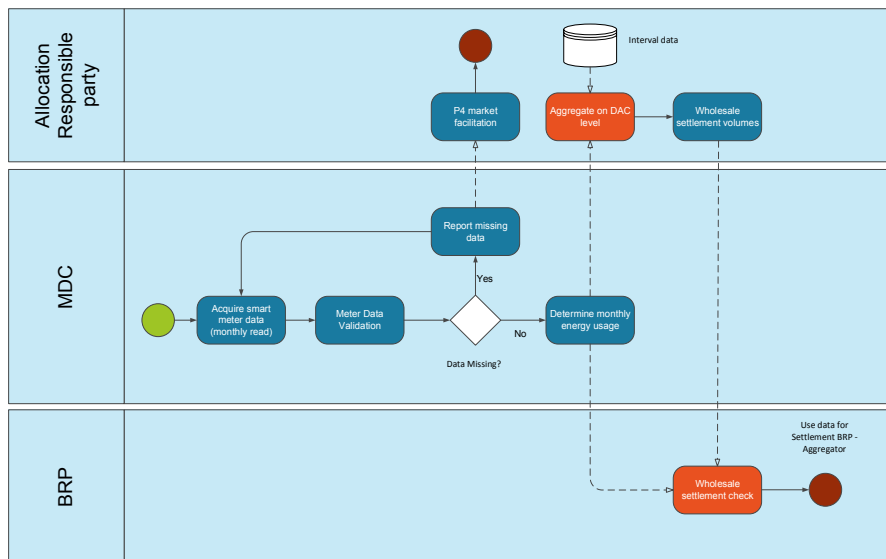 Allocation
Responsible
party
Interval data
P4 market
facilitation
Aggregate on DAC
level
Wholesale
settlement volumes
MDC
Report missing
data
Yes
Acquire smart
meter data
(monthly read)
Meter Data
Validation
Data Missing?
No
Determine monthly
energy usage
BRP
Use data for
Settlement BRP -
Aggregator
Wholesale
settlement check